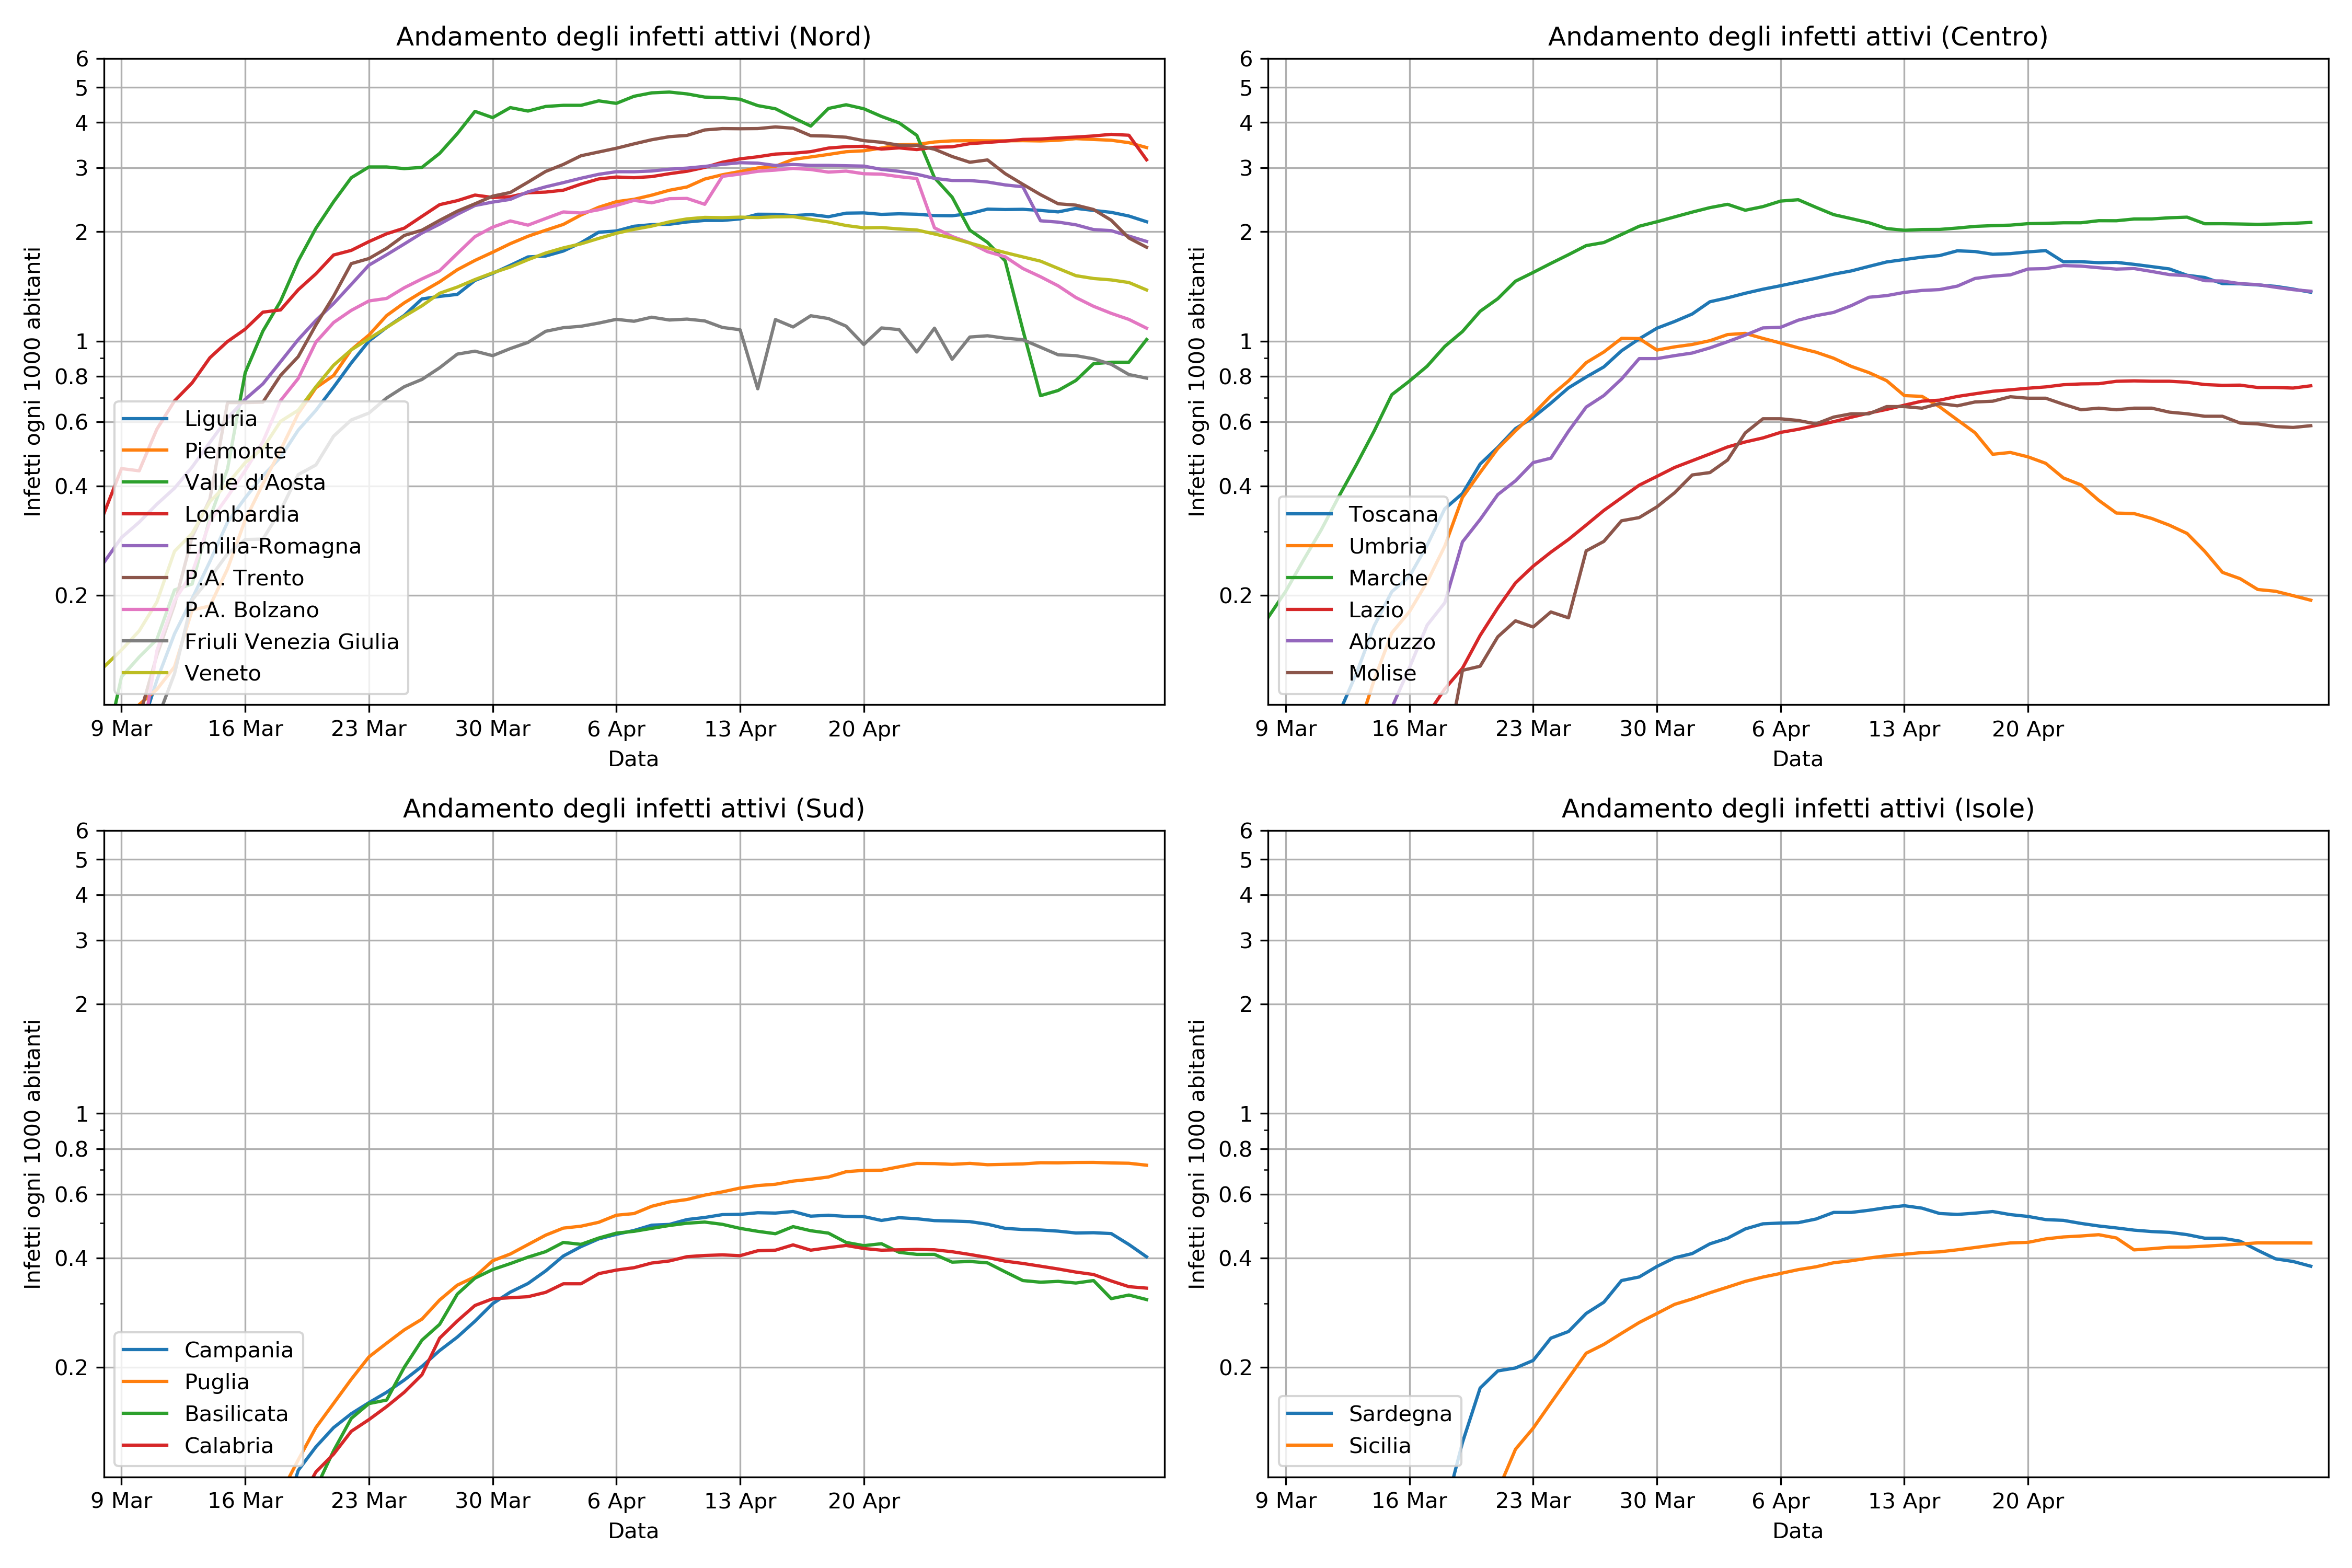 Andamento degli infetti attivi (Nord)
Infetti ogni 1000 abitanti
6
5
4
3
2
1
0.8
0.6
0.4
0.2
Liguria
Piemonte
Valle d'Aosta
Lombardia
Emilia-Romagna
P.A. Trento
P.A. Bolzano
Friuli Venezia Giulia
Veneto
9 Mar 16 Mar 23 Mar 30 Mar 6 Apr 13 Apr 20 Apr
Data
Andamento degli infetti attivi (Centro)
Infetti ogni 1000 abitanti
6
5
4
3
2
1
0.8
0.6
0.4
0.2
Toscana
Umbria
Marche
Lazio
Abruzzo
Molise
9 Mar 16 Mar 23 Mar 30 Mar 6 Apr 13 Apr 20 Apr
Data
Andamento degli infetti attivi (Sud)
Infetti ogni 1000 abitanti
6
5
4
3
2
1
0.8
0.6
0.4
0.2
Campania
Puglia
Basilicata
Calabria
9 Mar 16 Mar 23 Mar 30 Mar 6 Apr 13 Apr 20 Apr
Data
Andamento degli infetti attivi (Isole)
Infetti ogni 1000 abitanti
6
5
4
3
2
1
0.8
0.6
0.4
0.2
Sardegna
Sicilia
9 Mar 16 Mar 23 Mar 30 Mar 6 Apr 13 Apr 20 Apr
Data